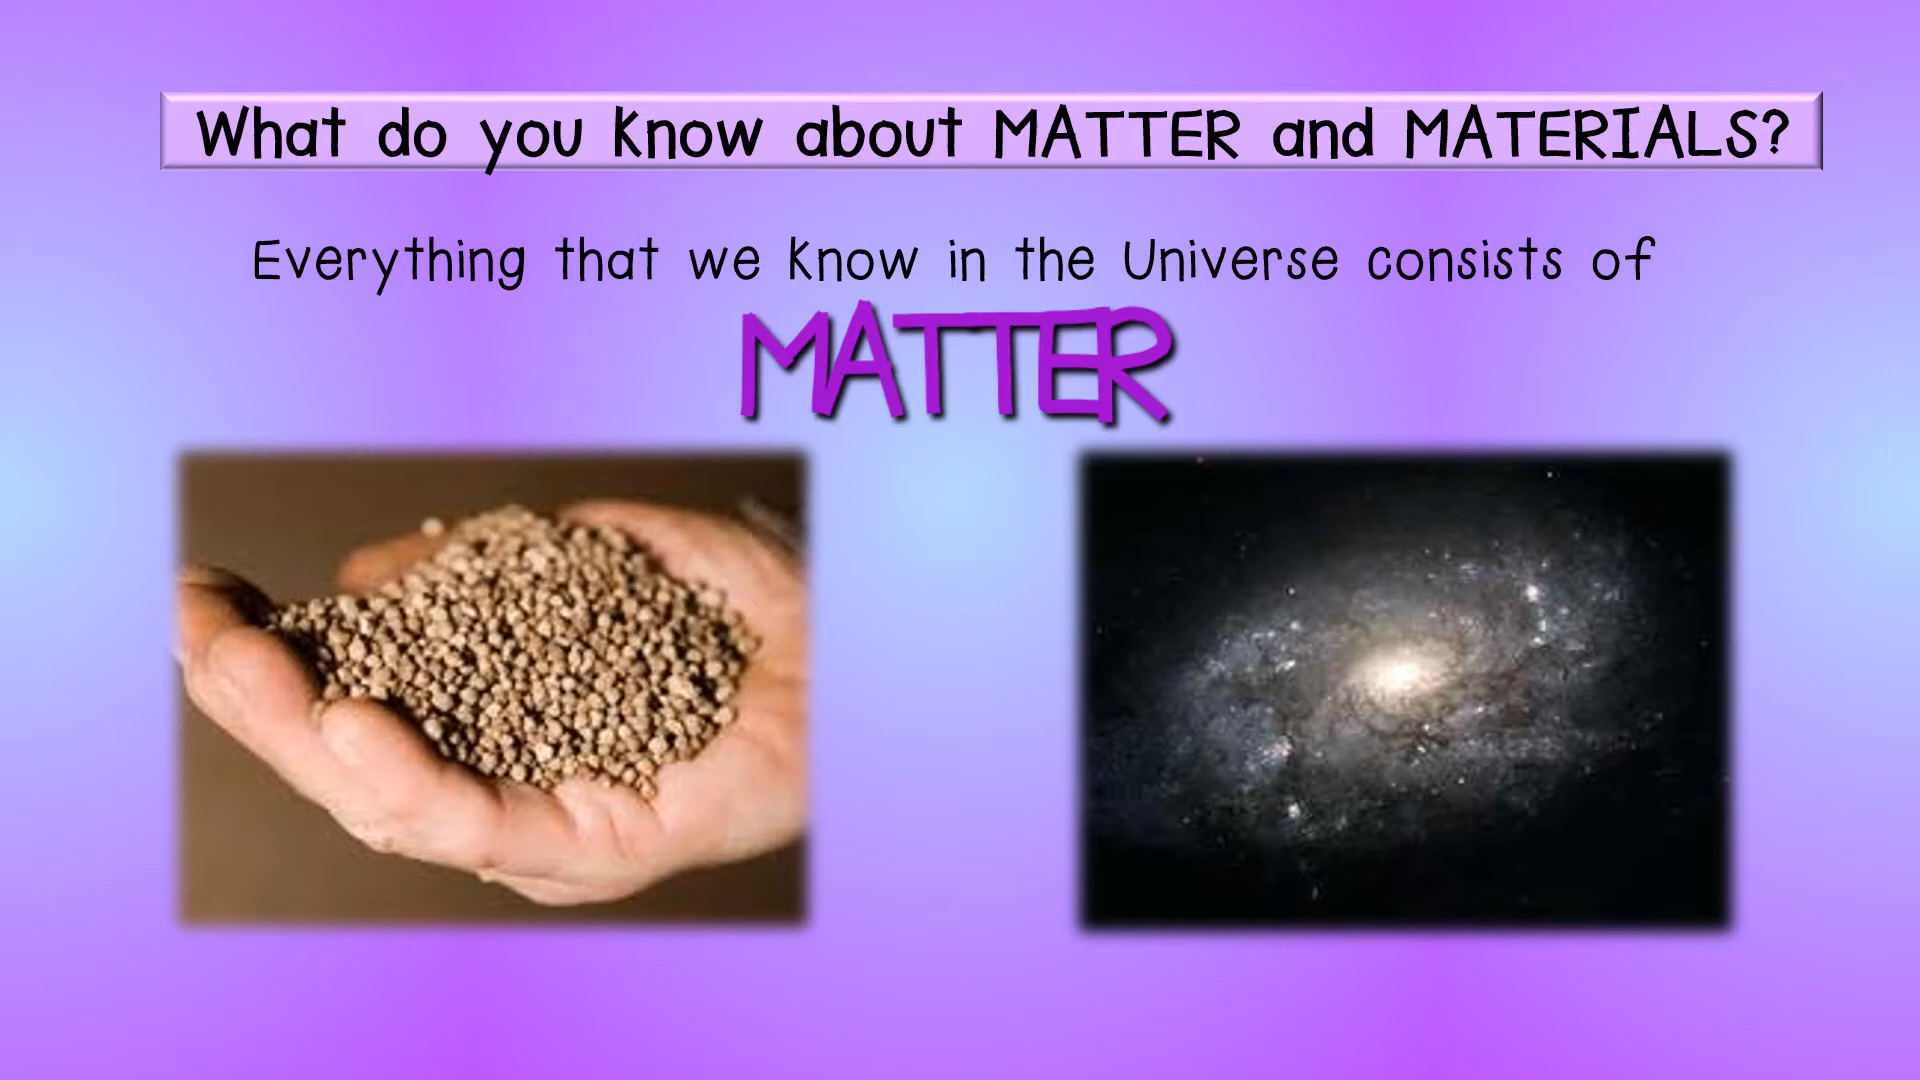 What do you know about MATTER and MATERIALS?
Everything that we know in the Universe consists of
MATTER